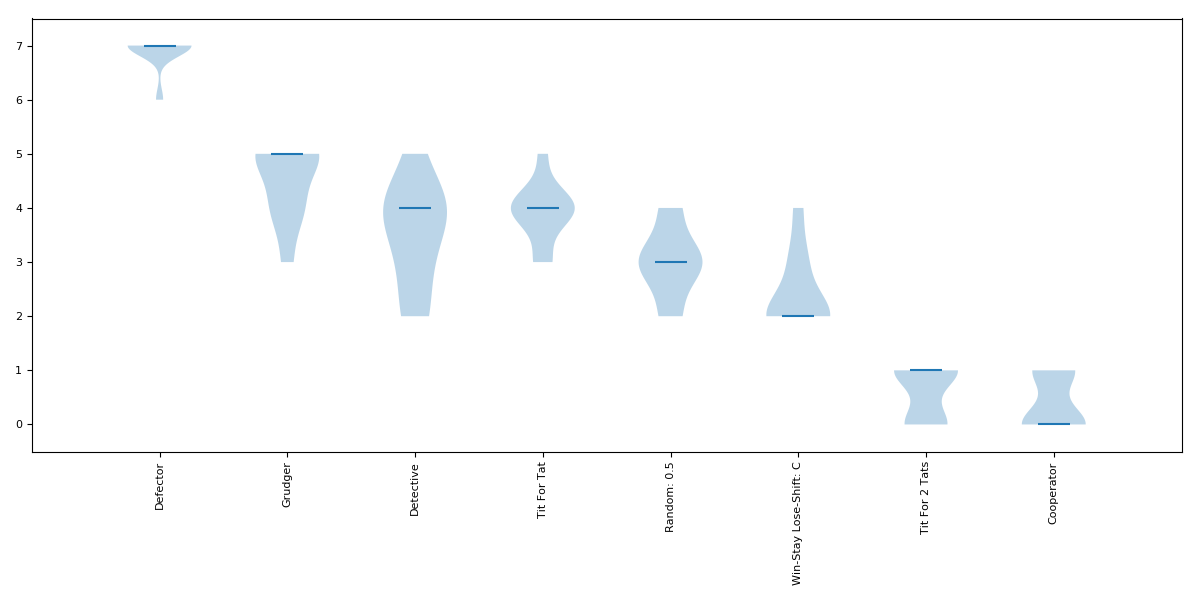 7
6
5
4
3
2
1
0
Defector
Grudger
Detective
Tit For Tat
Random: 0.5
Win-Stay Lose-Shift: C
Tit For 2 Tats
Cooperator